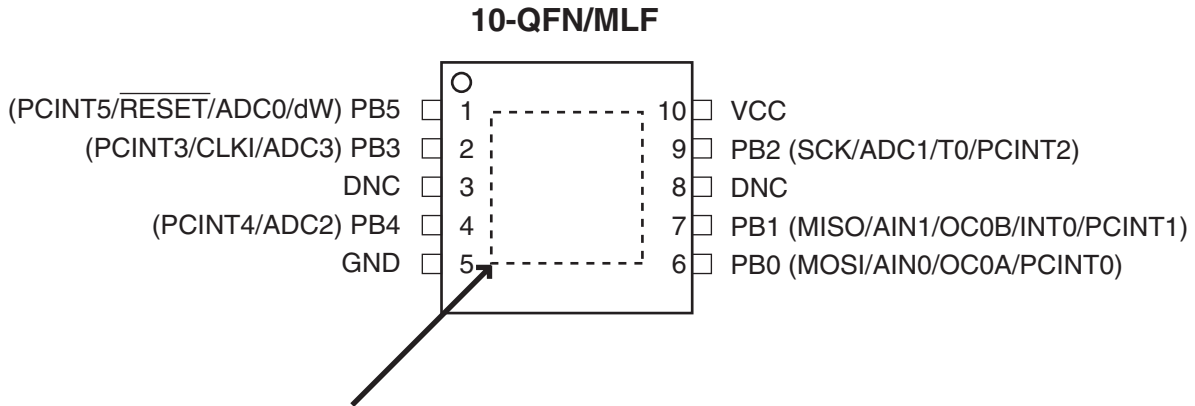 10-QFN/MLF
(PCINT5/RESET/ADC0/dW) PB5 1 10 VCC
(PCINT3/CLKI/ADC3) PB3 2 9 PB2 (SCK/ADC1/T0/PCINT2)
DNC 3 8 DNC
(PCINT4/ADC2) PB4 4 7 PB1 (MISO/AIN1/OC0B/INT0/PCINT1)
GND 5 6 PB0 (MOSI/AIN0/OC0A/PCINT0)